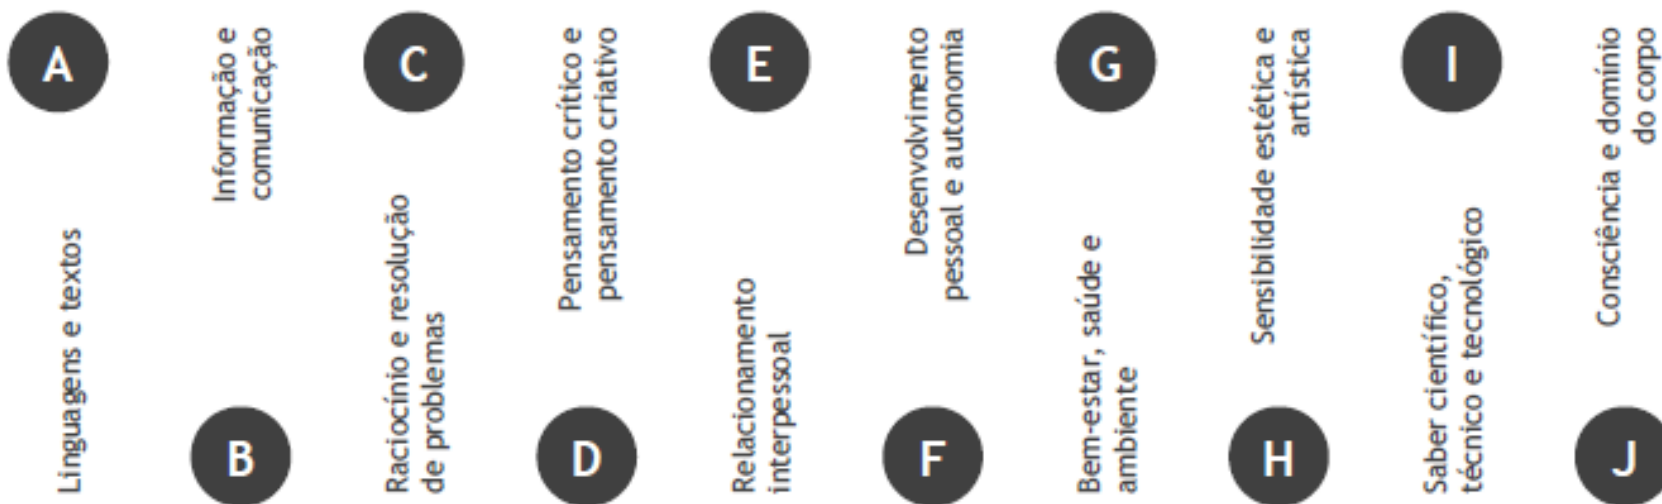 A
Linguagens e textos
B
Informação e
comunicação
C
Raciocínio e resolução
de problemas
D
Pensamento crítico e
pensamento criativo
E
Relacionamento
interpessoal
F
Desenvolvimento
pessoal e autonomia
G
Bem-estar, saúde e
ambiente
H
Sensibilidade estética e
artística
I
Saber científico,
técnico e tecnológico
J
Consciência e domínio
do corpo